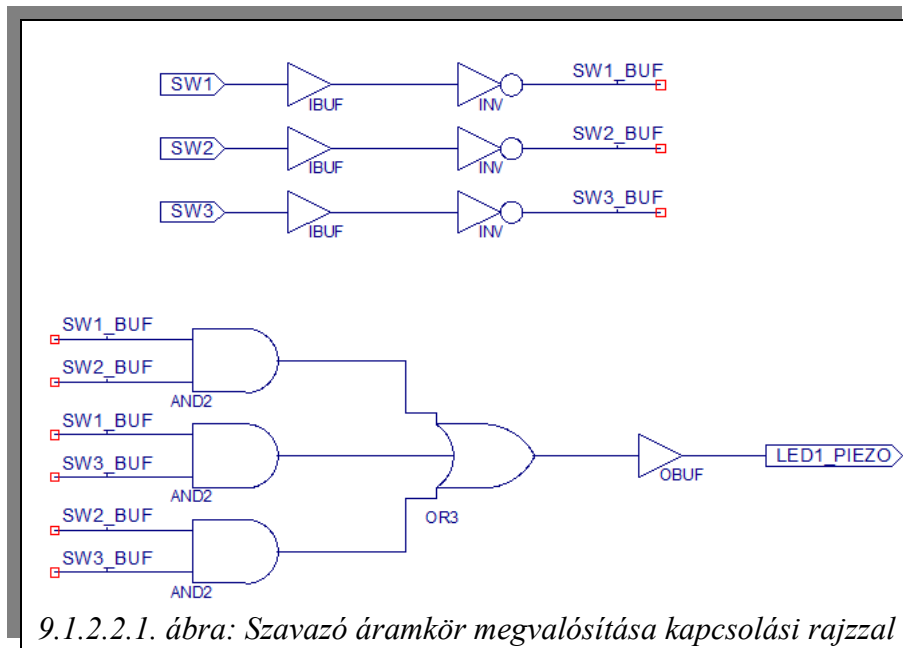 SW1
IBUF
INV
SW1_BUF
SW2
IBUF
INV
SW2_BUF
SW3
IBUF
INV
SW3_BUF
SW1_BUF
SW2_BUF
AND2
SW1_BUF
SW3_BUF
AND2
SW2_BUF
SW3_BUF
AND2
OR3
OBUF
LED1_PIEZO
9.1.2.2.1. ábra: Szavazó áramkör megvalósítása kapcsolási rajzzal